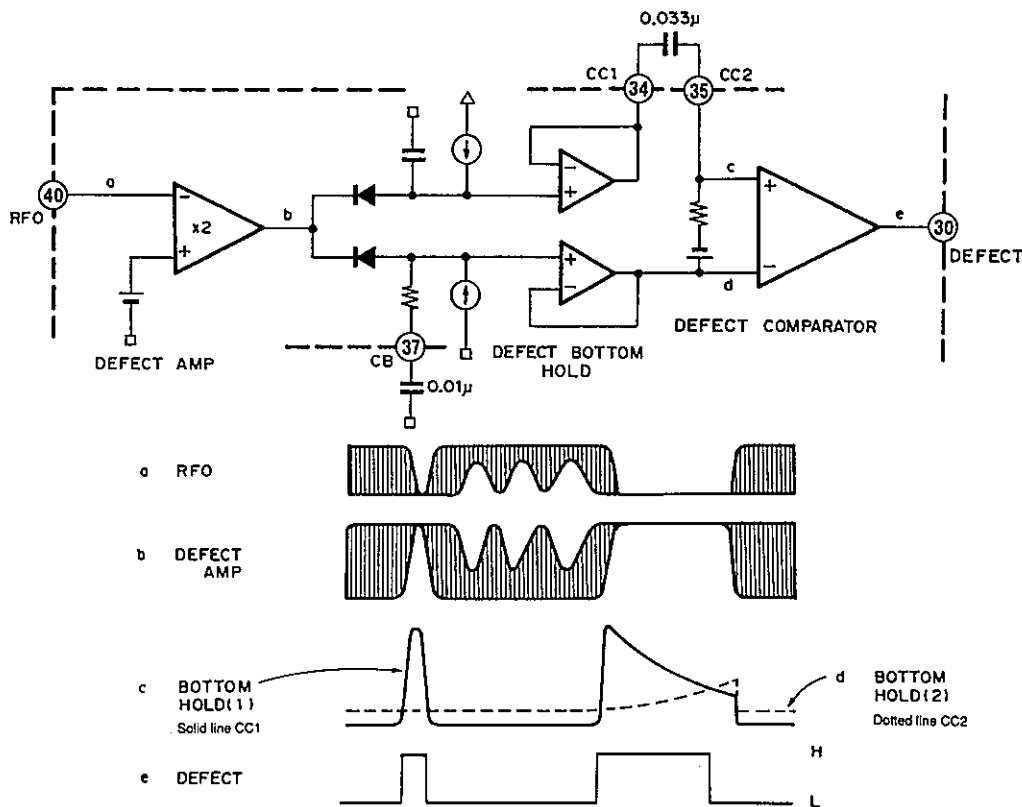 0.033µ
CC1
34
35
CC2
40
RFO
a
−
×2
+
b
−
+
c
+
e
30
DEFECT
+
−
d
−
DEFECT AMP
CB
37
0.01µ
DEFECT BOTTOM
HOLD
DEFECT COMPARATOR
a RFO
b DEFECT
AMP
c BOTTOM
HOLD(1)
Solid line CC1
d BOTTOM
HOLD(2)
Dotted line CC2
e DEFECT
H
L